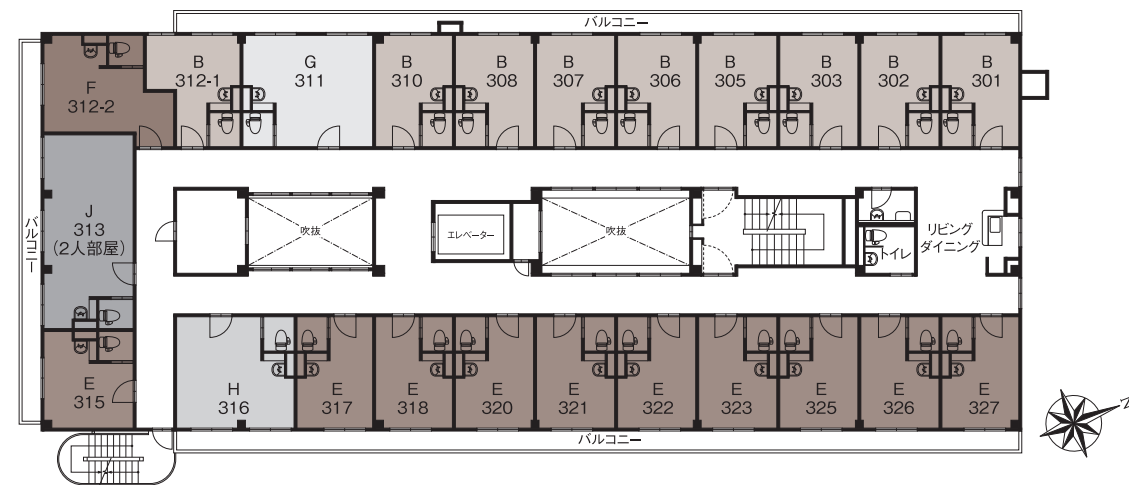 バルコニー
F
312-2
B
312-1
G
311
B
310
B
308
B
307
B
306
B
305
B
303
B
302
B
301
バルコニー
J
313
(2人部屋)
吹抜
エレベーター
吹抜
トイレ
リビング
ダイニング
E
315
H
316
E
317
E
318
E
320
E
321
E
322
E
323
E
325
E
326
E
327
バルコニー
N